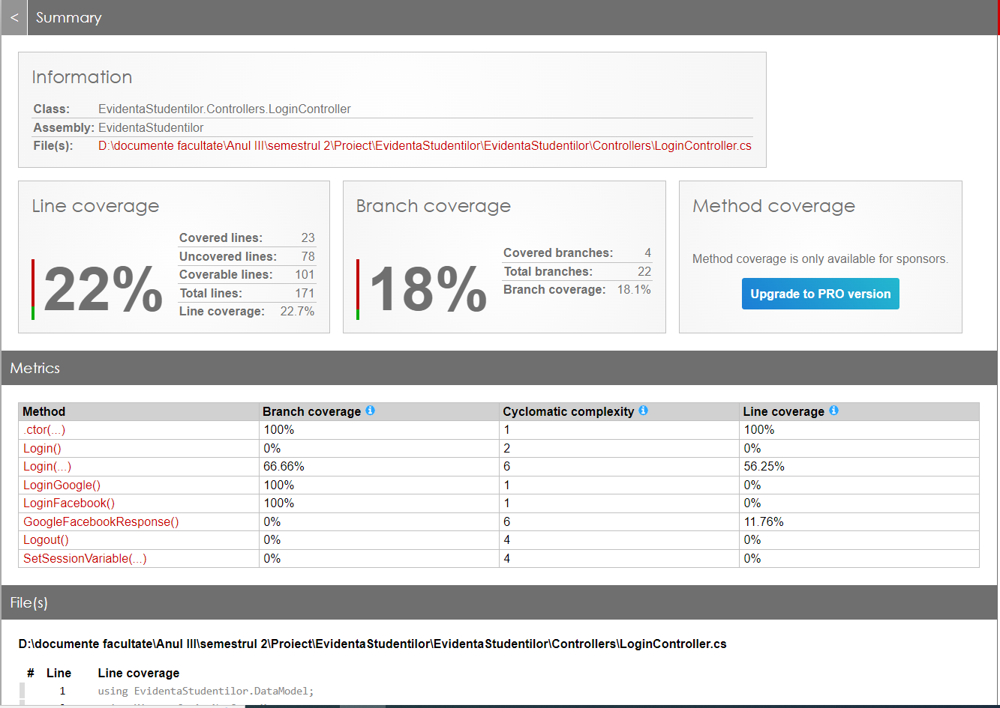 < Summary
Information
Class: EvidentaStudentilor.Controllers.LoginController
Assembly: EvidentaStudentilor
File(s): D:\documente facultate\Anul III\semestrul 2\Proiect\EvidentaStudentilor\EvidentaStudentilor\Controllers\LoginController.cs
Line coverage
22%
Covered lines: 23
Uncovered lines: 78
Coverable lines: 101
Total lines: 171
Line coverage: 22.7%
Branch coverage
18%
Covered branches: 4
Total branches: 22
Branch coverage: 18.1%
Method coverage
Method coverage is only available for sponsors.
Upgrade to PRO version
Metrics
Method Branch coverage Cyclomatic complexity Line coverage
.ctor(...) 100% 1 100%
Login() 0% 2 0%
Login(...) 66.66% 6 56.25%
LoginGoogle() 100% 1 0%
LoginFacebook() 100% 1 0%
GoogleFacebookResponse() 0% 6 11.76%
Logout() 0% 4 0%
SetSessionVariable(...) 0% 4 0%
File(s)
D:\documente facultate\Anul III\semestrul 2\Proiect\EvidentaStudentilor\EvidentaStudentilor\Controllers\LoginController.cs
# Line Line coverage
1 using EvidentaStudentilor.DataModel;